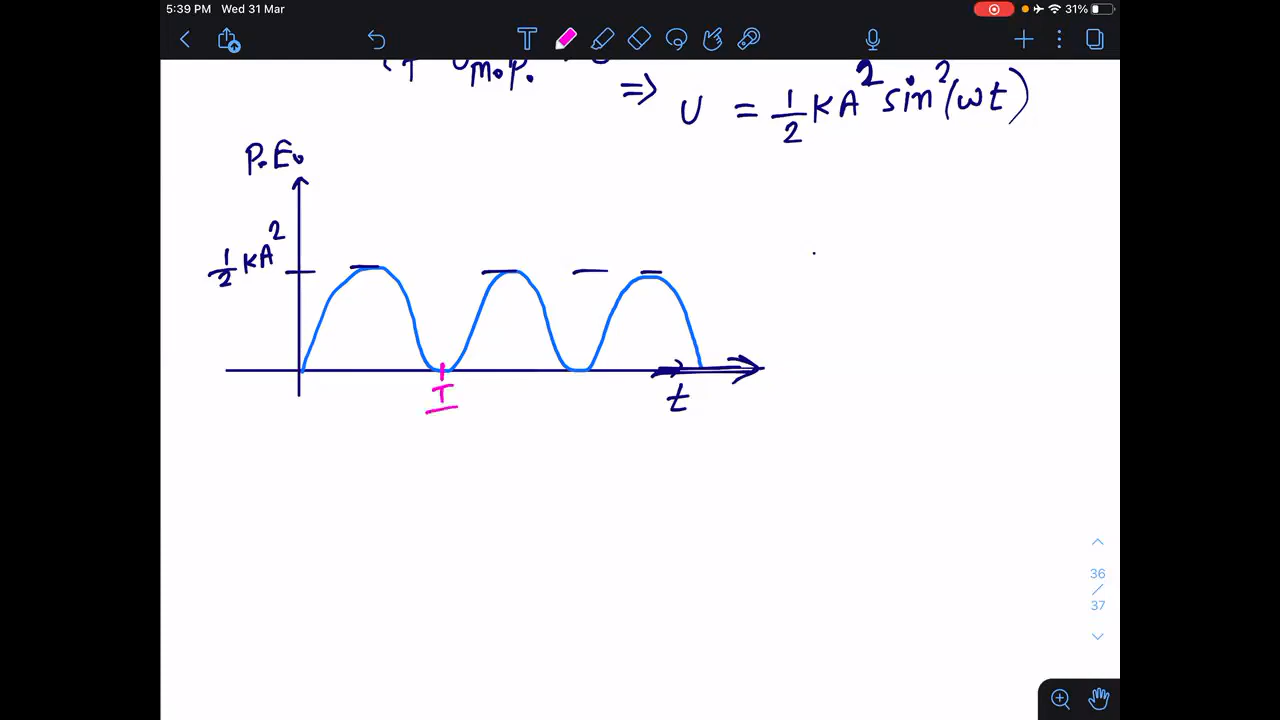 5:39 PM Wed 31 Mar 31%
T
U m.p.
⇒ U = 1/2 KA² sin²(ωt)
P.E.
1/2 KA²
T
t
36
/
37